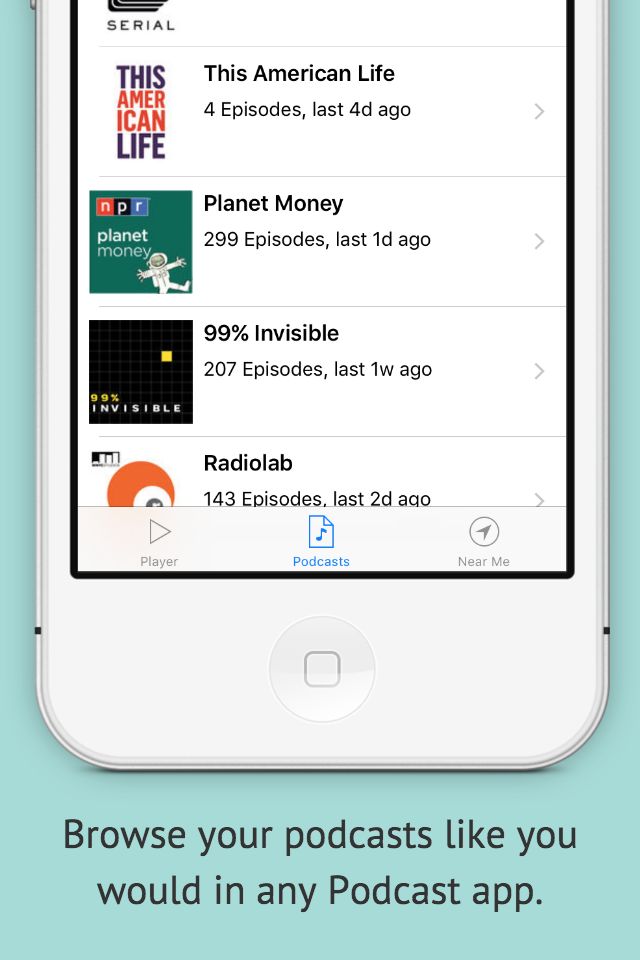 SERIAL
THIS
AMER
ICAN
LIFE
This American Life
4 Episodes, last 4d ago
npr
planet
money
Planet Money
299 Episodes, last 1d ago
99%
INVISIBLE
99% Invisible
207 Episodes, last 1w ago
Radiolab
143 Episodes, last 2d ago
Player
Podcasts
Near Me
Browse your podcasts like you
would in any Podcast app.